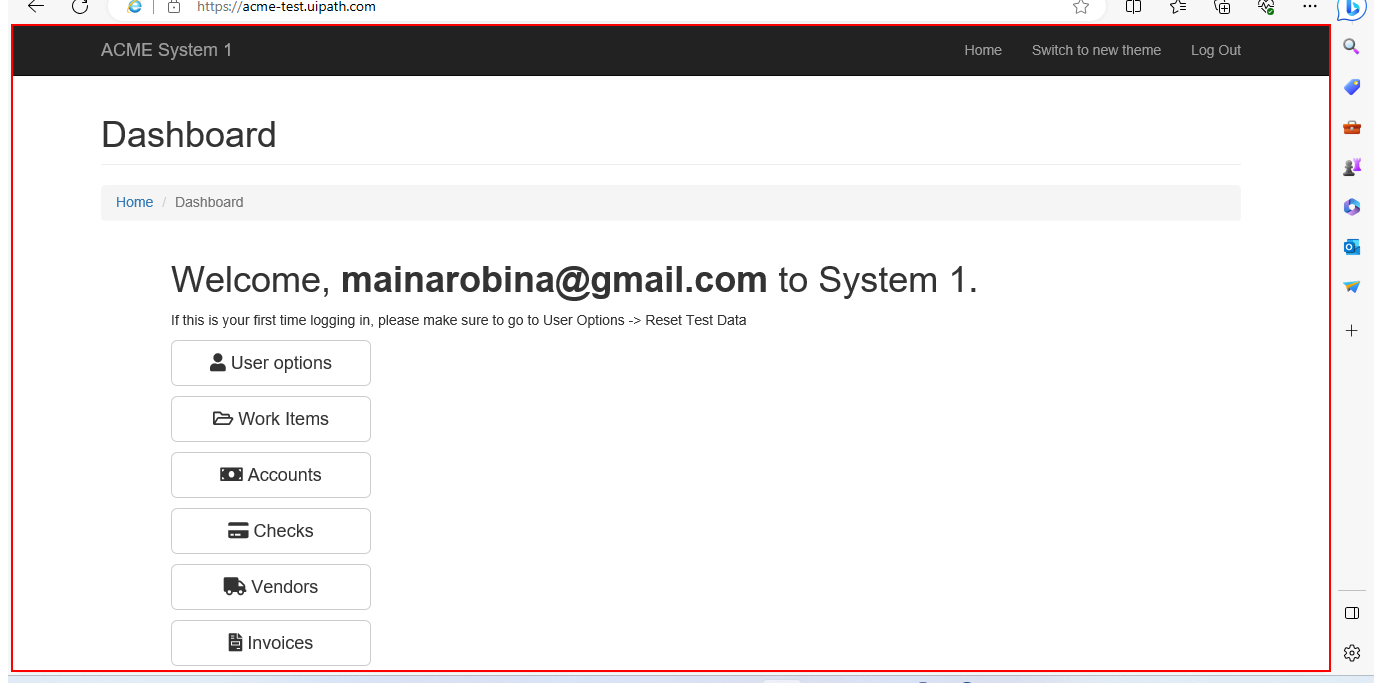 https://acme-test.uipath.com
ACME System 1
Home
Switch to new theme
Log Out
Dashboard
Home / Dashboard
Welcome, mainarobina@gmail.com to System 1.
If this is your first time logging in, please make sure to go to User Options -> Reset Test Data
User options
Work Items
Accounts
Checks
Vendors
Invoices